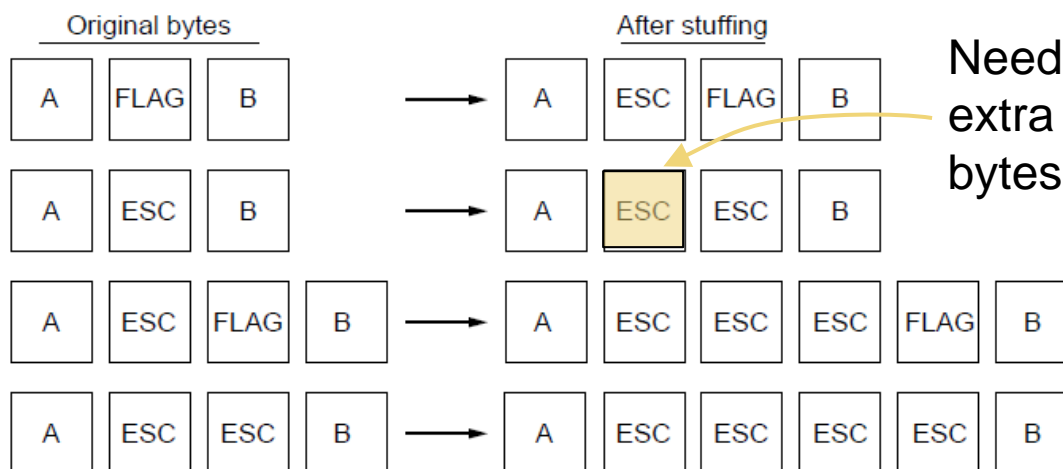 Original bytes After stuffing
A FLAG B A ESC FLAG B
Need
extra
bytes
A ESC B A ESC ESC B
A ESC FLAG B A ESC ESC ESC FLAG B
A ESC ESC B A ESC ESC ESC ESC B